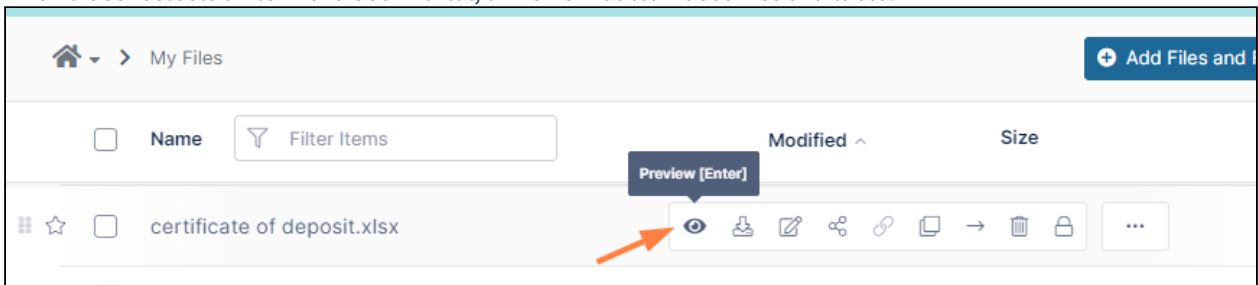 My Files
Add Files and
Name
Filter Items
Modified
Size
Preview [Enter]
certificate of deposit.xlsx